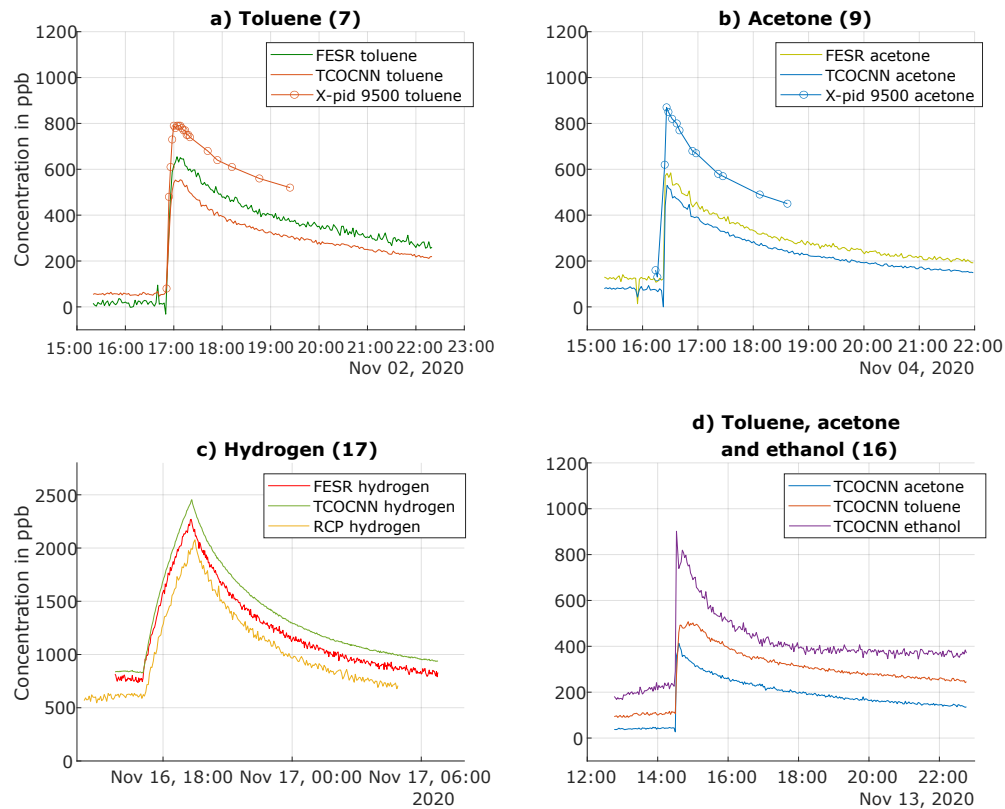 a) Toluene (7)
Concentration in ppb
1200
1000
800
600
400
200
0
FESR toluene
TCOCNN toluene
X-pid 9500 toluene
15:00 16:00 17:00 18:00 19:00 20:00 21:00 22:00 23:00
Nov 02, 2020
b) Acetone (9)
1200
1000
800
600
400
200
0
FESR acetone
TCOCNN acetone
X-pid 9500 acetone
15:00 16:00 17:00 18:00 19:00 20:00 21:00 22:00
Nov 04, 2020
c) Hydrogen (17)
Concentration in ppb
2500
2000
1500
1000
500
0
FESR hydrogen
TCOCNN hydrogen
RCP hydrogen
Nov 16, 18:00 Nov 17, 00:00 Nov 17, 06:00
2020
d) Toluene, acetone
and ethanol (16)
1200
1000
800
600
400
200
0
TCOCNN acetone
TCOCNN toluene
TCOCNN ethanol
12:00 14:00 16:00 18:00 20:00 22:00
Nov 13, 2020